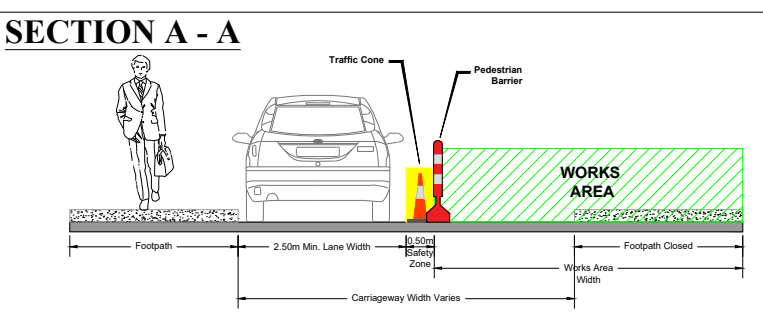 SECTION A - A
Traffic Cone
Pedestrian
Barrier
WORKS
AREA
Footpath
2.50m Min. Lane Width
0.50m
Safety
Zone
Footpath Closed
Works Area
Width
Carriageway Width Varies